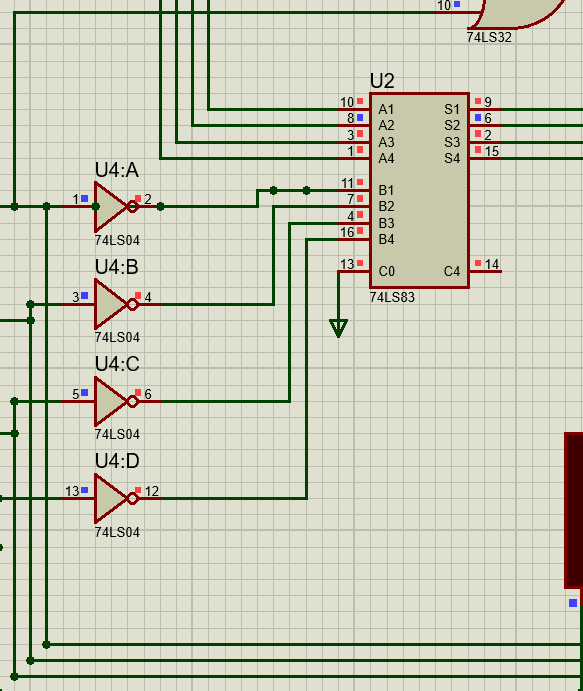 10
74LS32
U2
10 A1 S1 9
8 A2 S2 6
3 A3 S3 2
1 A4 S4 15
11 B1
7 B2
4 B3
16 B4
13 C0 C4 14
74LS83
U4:A
1 2
74LS04
U4:B
3 4
74LS04
U4:C
5 6
74LS04
U4:D
13 12
74LS04